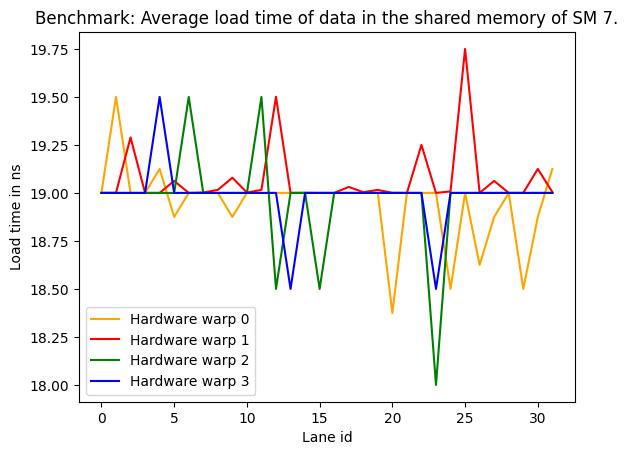 Benchmark: Average load time of data in the shared memory of SM 7.
Load time in ns
19.75
19.50
19.25
19.00
18.75
18.50
18.25
18.00
Hardware warp 0
Hardware warp 1
Hardware warp 2
Hardware warp 3
0 5 10 15 20 25 30
Lane id